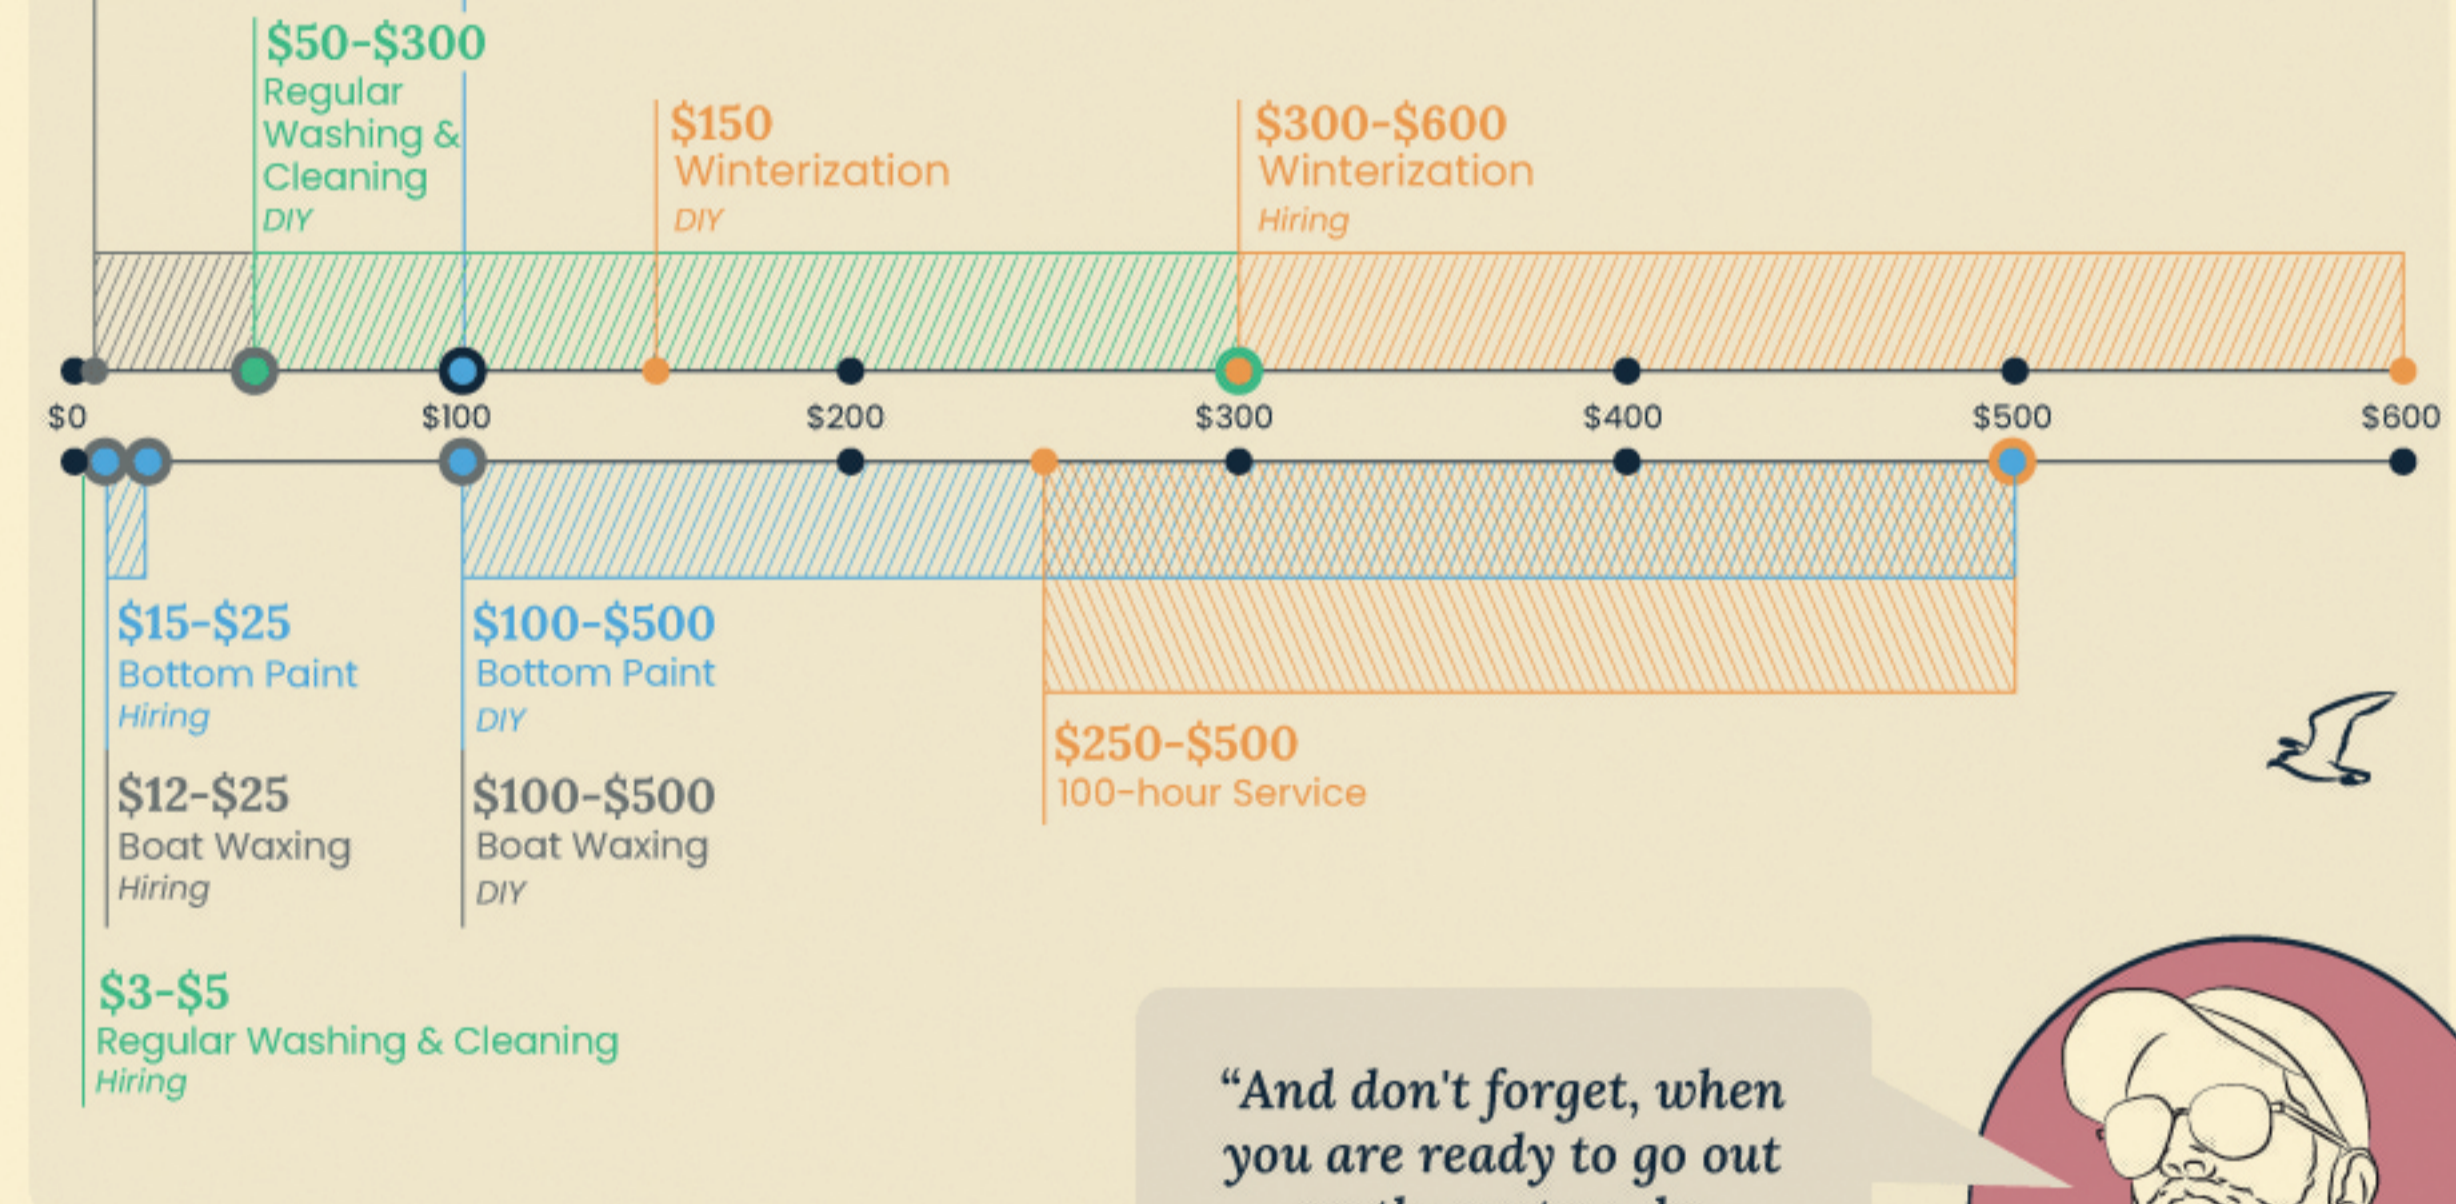 $50-$300
Regular
Washing &
Cleaning
DIY
$150
Winterization
DIY
$300-$600
Winterization
Hiring
$0
$100
$200
$300
$400
$500
$600
$15-$25
Bottom Paint
Hiring
$100-$500
Bottom Paint
DIY
$12-$25
Boat Waxing
Hiring
$100-$500
Boat Waxing
DIY
$250-$500
100-hour Service
$3-$5
Regular Washing & Cleaning
Hiring
“And don't forget, when
you are ready to go out